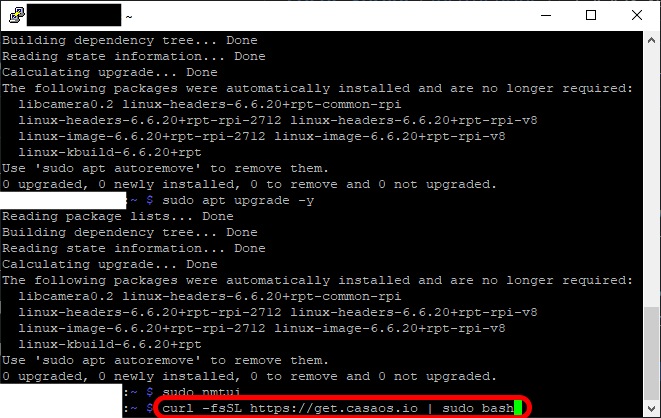 ~
Building dependency tree... Done
Reading state information... Done
Calculating upgrade... Done
The following packages were automatically installed and are no longer required:
  libcamera0.2 linux-headers-6.6.20+rpt-common-rpi
  linux-headers-6.6.20+rpt-rpi-2712 linux-headers-6.6.20+rpt-rpi-v8
  linux-image-6.6.20+rpt-rpi-2712 linux-image-6.6.20+rpt-rpi-v8
  linux-kbuild-6.6.20+rpt
Use 'sudo apt autoremove' to remove them.
0 upgraded, 0 newly installed, 0 to remove and 0 not upgraded.
:~ $ sudo apt upgrade -y
Reading package lists... Done
Building dependency tree... Done
Reading state information... Done
Calculating upgrade... Done
The following packages were automatically installed and are no longer required:
  libcamera0.2 linux-headers-6.6.20+rpt-common-rpi
  linux-headers-6.6.20+rpt-rpi-2712 linux-headers-6.6.20+rpt-rpi-v8
  linux-image-6.6.20+rpt-rpi-2712 linux-image-6.6.20+rpt-rpi-v8
  linux-kbuild-6.6.20+rpt
Use 'sudo apt autoremove' to remove them.
0 upgraded, 0 newly installed, 0 to remove and 0 not upgraded.
:~ $ sudo nmtui
:~ $ curl -fsSL https://get.casaos.io | sudo bash